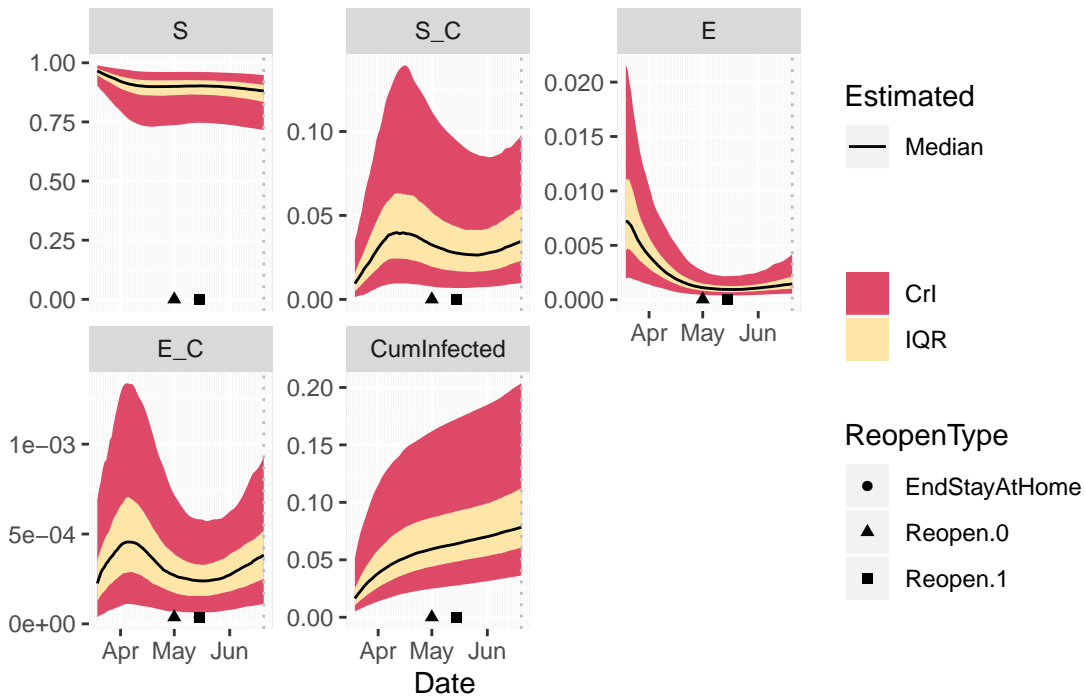 S
S_C
E
1.00
0.75
0.50
0.25
0.00
0.10
0.05
0.00
0.020
0.015
0.010
0.005
0.000
Apr May Jun
E_C
CumInfected
1e−03
5e−04
0e+00
Apr May Jun
0.20
0.15
0.10
0.05
0.00
Apr May Jun
Date
Estimated
Median
CrI
IQR
ReopenType
EndStayAtHome
Reopen.0
Reopen.1